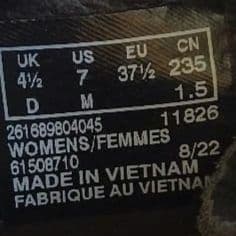 UK US EU CN
4½ 7 37½ 235
D M 1.5
261689804045 11826
WOMENS/FEMMES
61508710 8/22
MADE IN VIETNAM
FABRIQUE AU VIETNAM